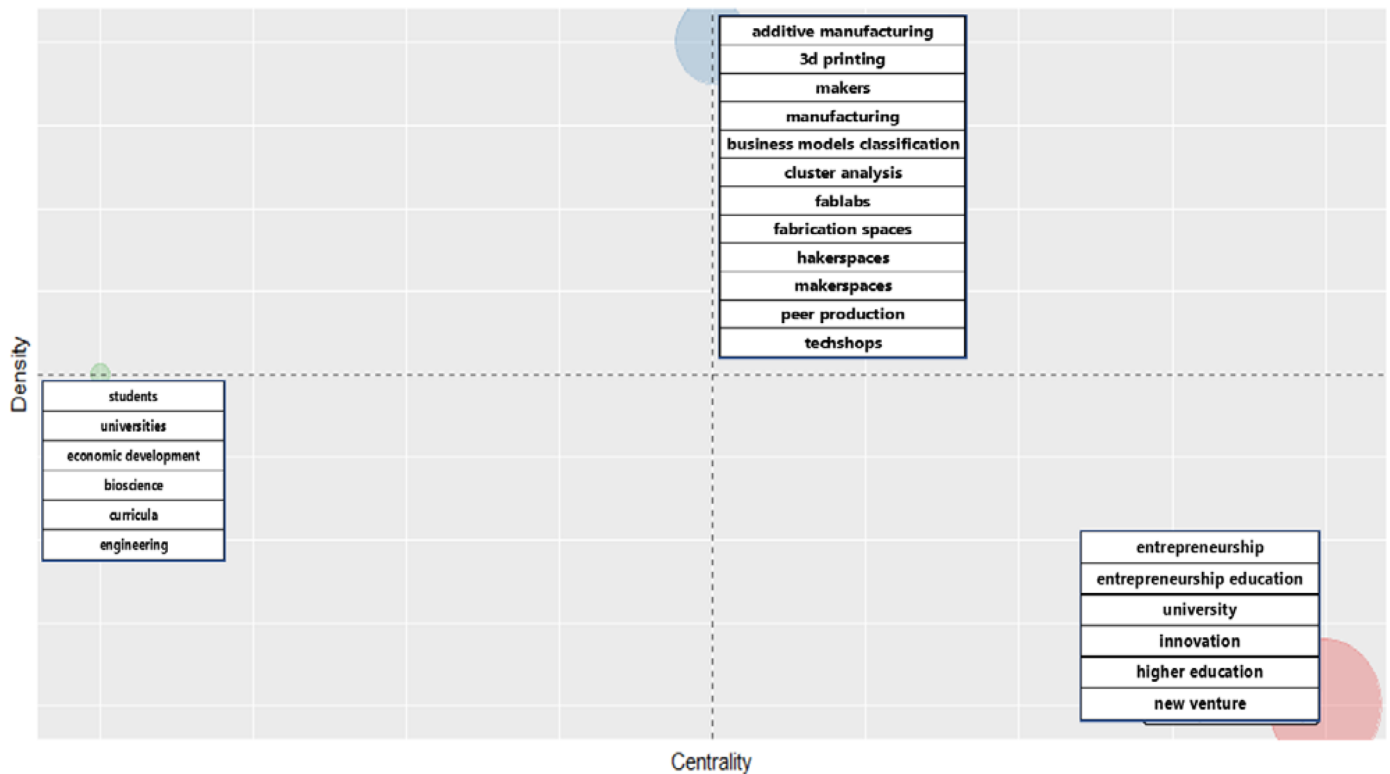 additive manufacturing
3d printing
makers
manufacturing
business models classification
cluster analysis
fablabs
fabrication spaces
hakerspaces
makerspaces
peer production
techshops
Density
students
universities
economic development
bioscience
curricula
engineering
entrepreneurship
entrepreneurship education
university
innovation
higher education
new venture
Centrality